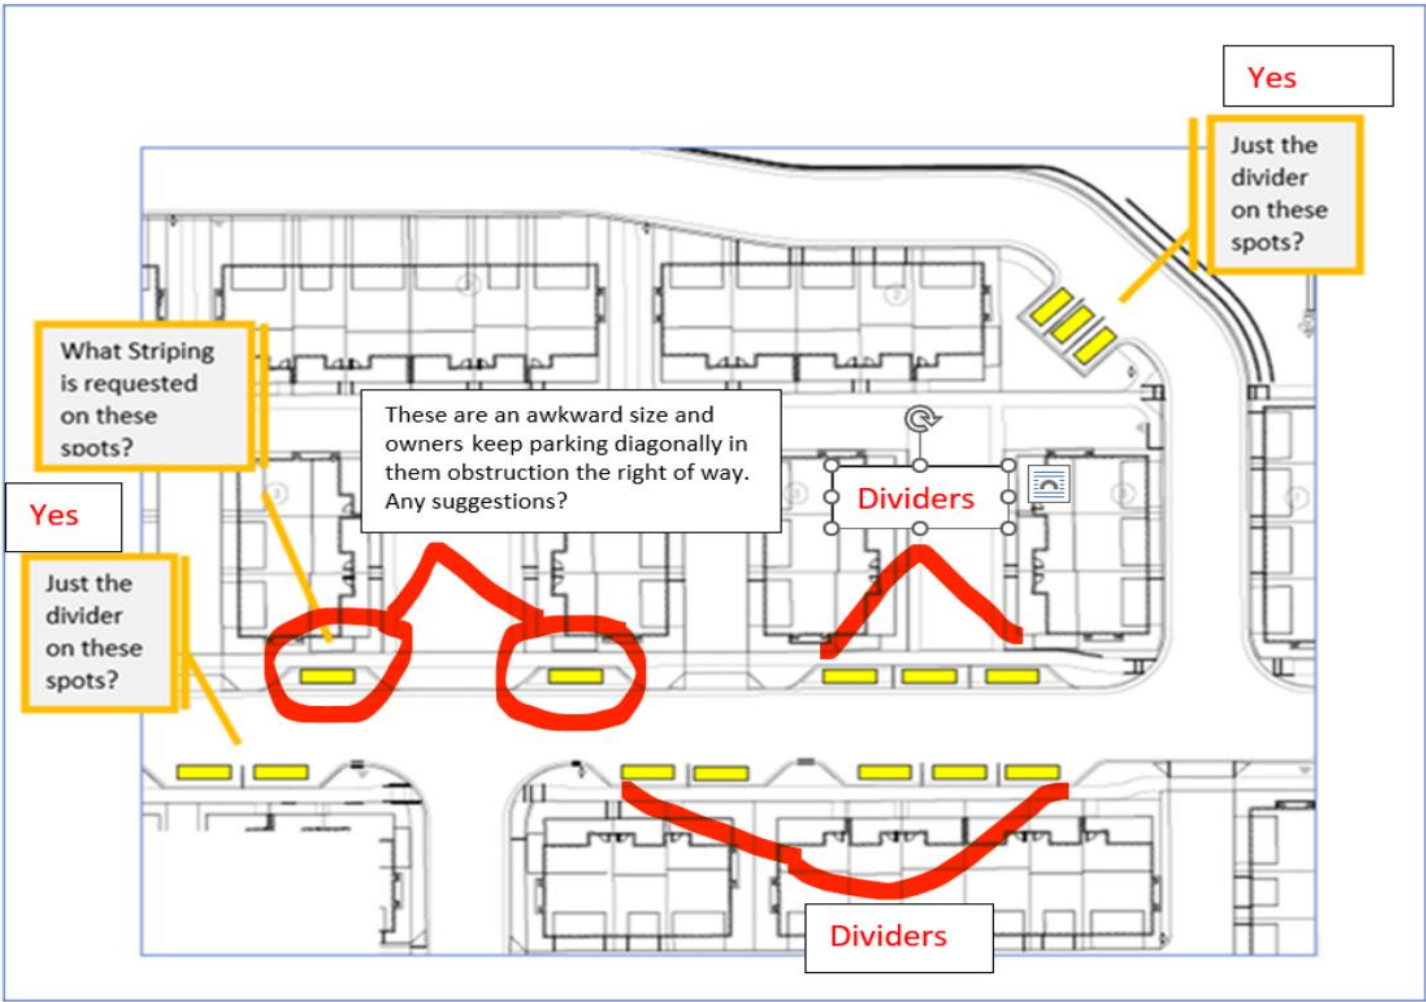 Yes
Just the
divider
on these
spots?
What Striping
is requested
on these
spots?
These are an awkward size and
owners keep parking diagonally in
them obstruction the right of way.
Any suggestions?
Dividers
Yes
Just the
divider
on these
spots?
Dividers